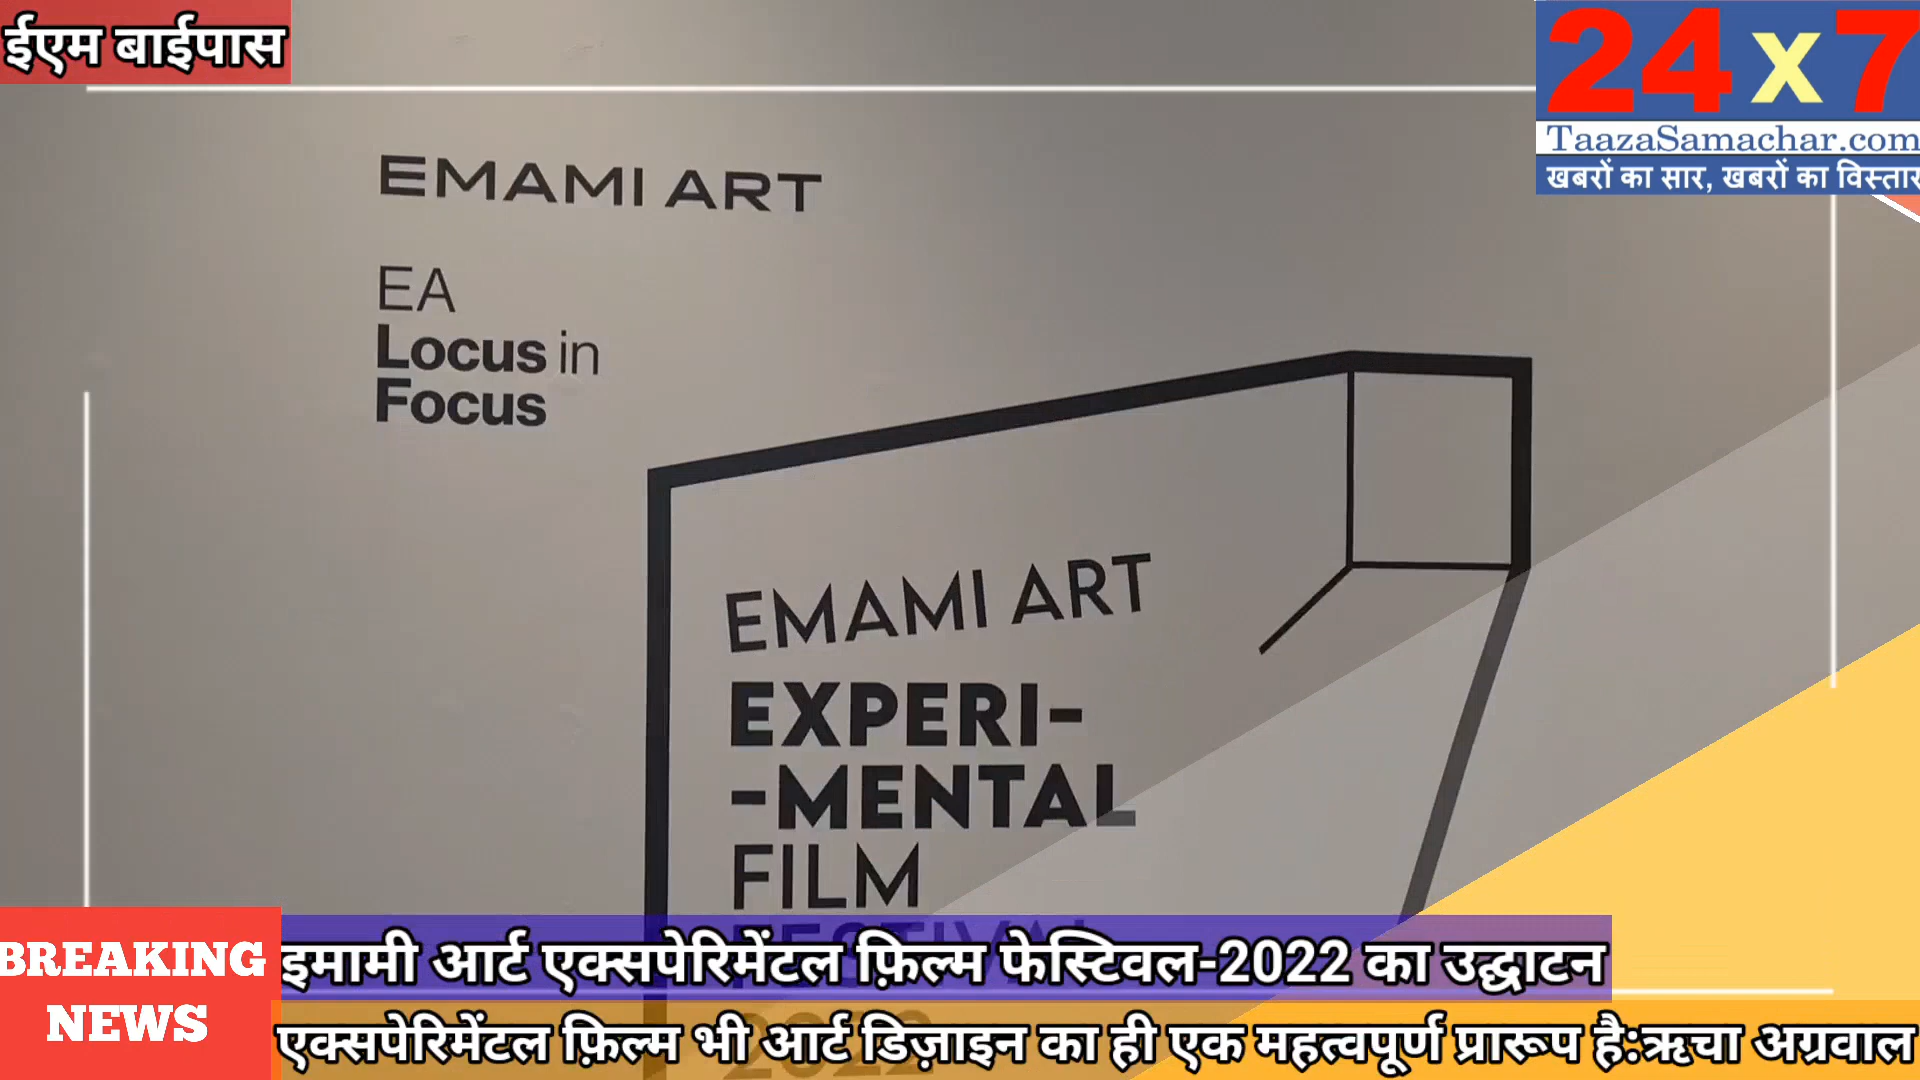 ईएम बाईपास
24x7
TaazaSamachar.com
खबरों का सार, खबरों का विस्तार
EMAMI ART
EA
Locus in
Focus
EMAMI ART
EXPERI-
-MENTAL
FILM
FESTIVAL
2022
BREAKING
NEWS
इमामी आर्ट एक्सपेरिमेंटल फ़िल्म फेस्टिवल-2022 का उद्घाटन
एक्सपेरिमेंटल फ़िल्म भी आर्ट डिज़ाइन का ही एक महत्वपूर्ण प्रारूप है:ऋचा अग्रवाल